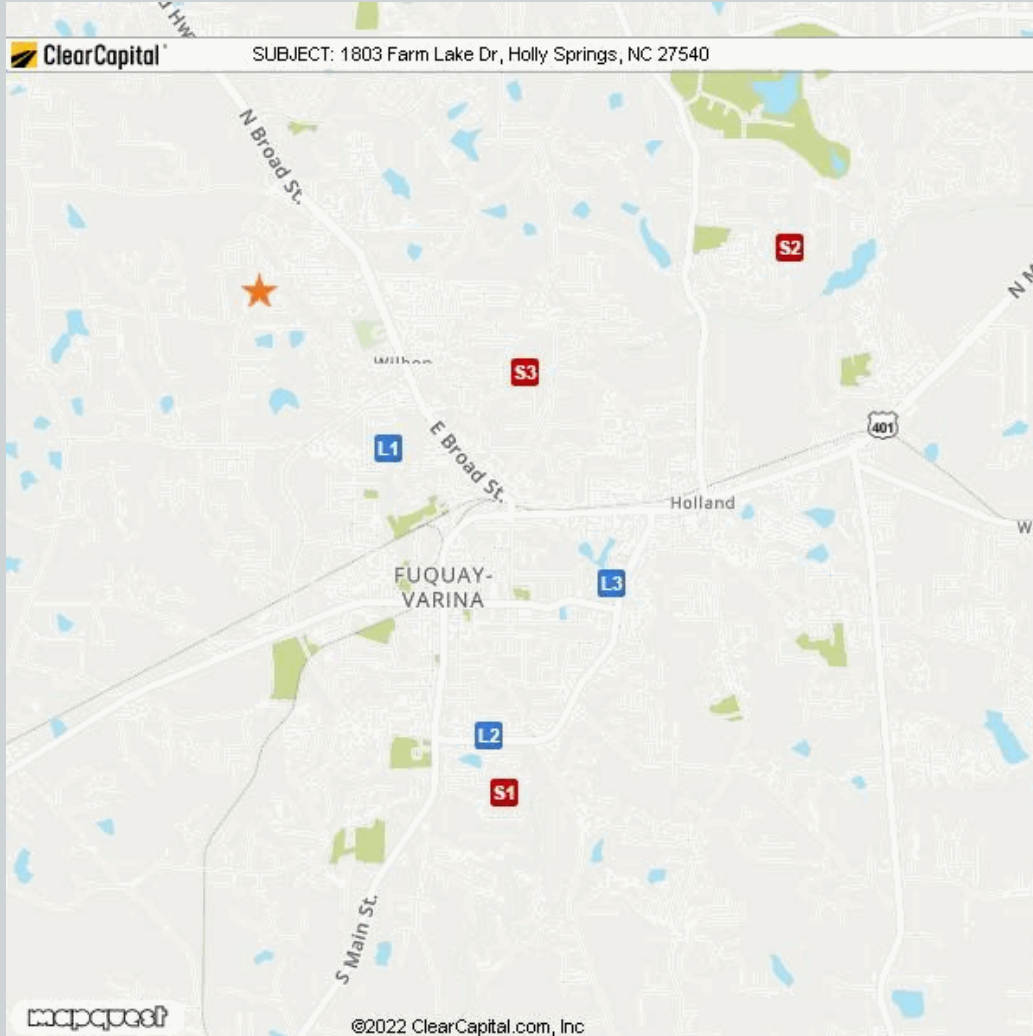 ClearCapital
SUBJECT: 1803 Farm Lake Dr, Holly Springs, NC 27540
N Broad St.
S2
S3
L1
E Broad St.
401
Holland
FUQUAY-
VARINA
L3
L2
S1
S Main St.
mapquest
©2022 ClearCapital.com, Inc